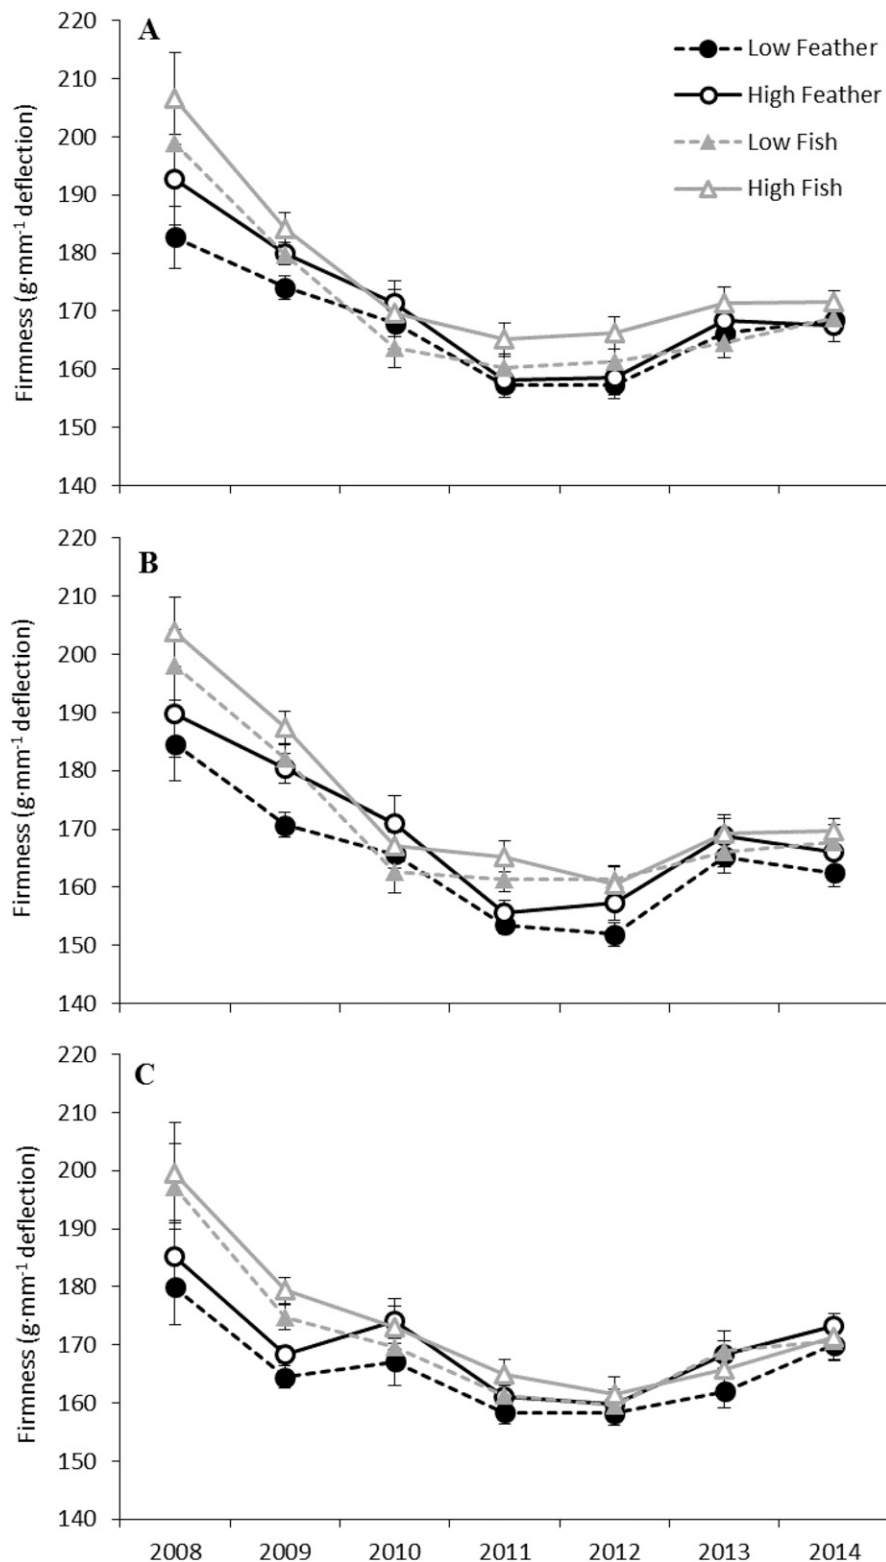 A
Low Feather
High Feather
Low Fish
High Fish
Firmness (g·mm⁻¹ deflection)
220
210
200
190
180
170
160
150
140
B
Firmness (g·mm⁻¹ deflection)
220
210
200
190
180
170
160
150
140
C
Firmness (g·mm⁻¹ deflection)
220
210
200
190
180
170
160
150
140
2008 2009 2010 2011 2012 2013 2014